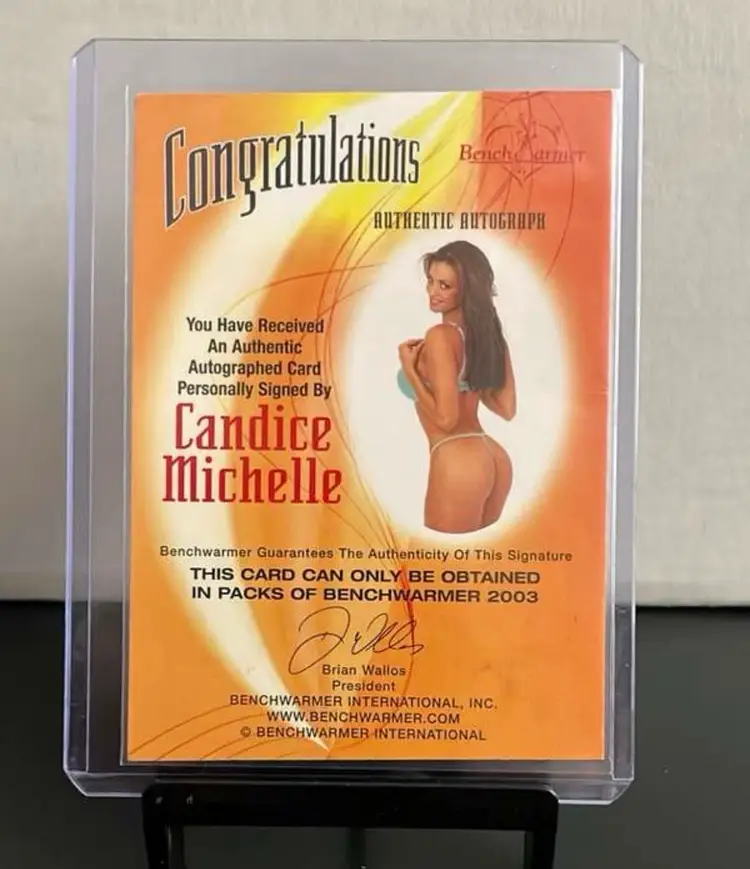 Congratulations
BenchWarmer
AUTHENTIC AUTOGRAPH
You Have Received
An Authentic
Autographed Card
Personally Signed By
Candice
Michelle
Benchwarmer Guarantees The Authenticity Of This Signature
THIS CARD CAN ONLY BE OBTAINED
IN PACKS OF BENCHWARMER 2003
Brian Wallos
President
BENCHWARMER INTERNATIONAL, INC.
WWW.BENCHWARMER.COM
© BENCHWARMER INTERNATIONAL